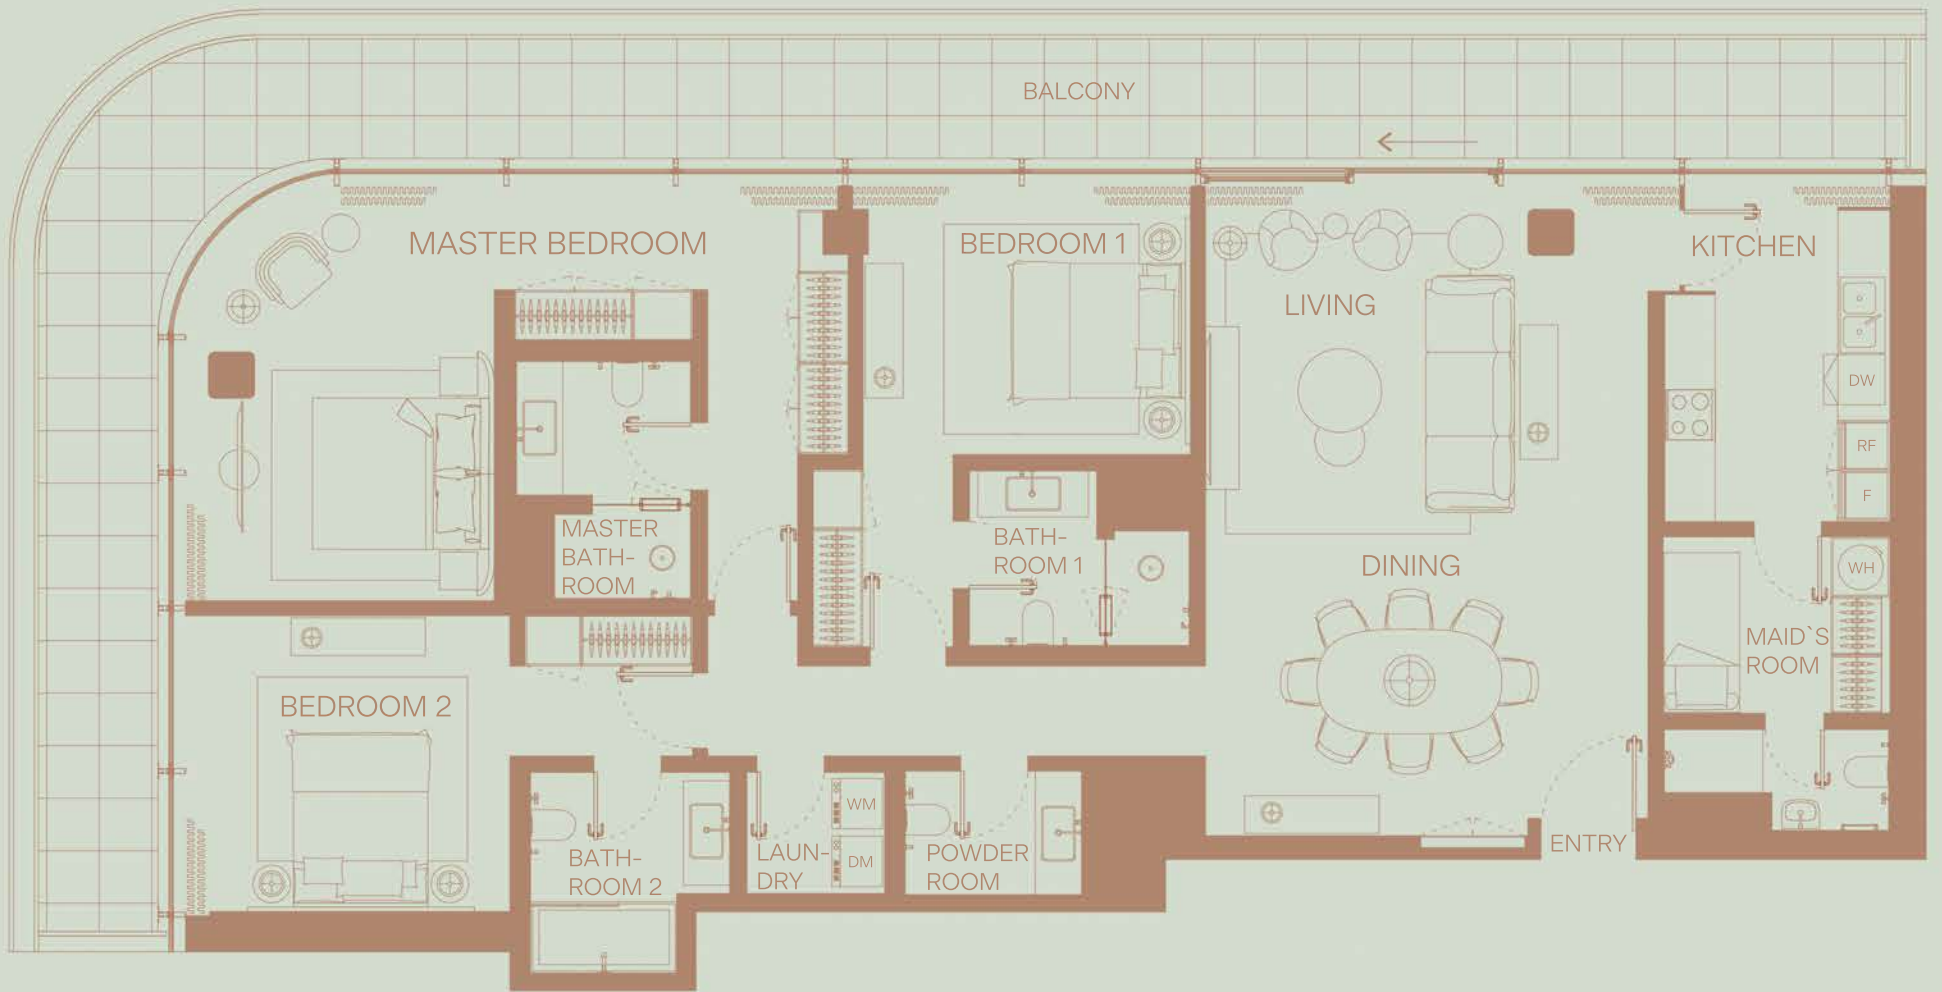 BALCONY
MASTER BEDROOM
BEDROOM 1
KITCHEN
LIVING
DW
RF
F
MASTER
BATH-
ROOM
BATH-
ROOM 1
DINING
WH
MAID`S
ROOM
BEDROOM 2
WM
DM
BATH-
ROOM 2
LAUN-
DRY
POWDER
ROOM
ENTRY